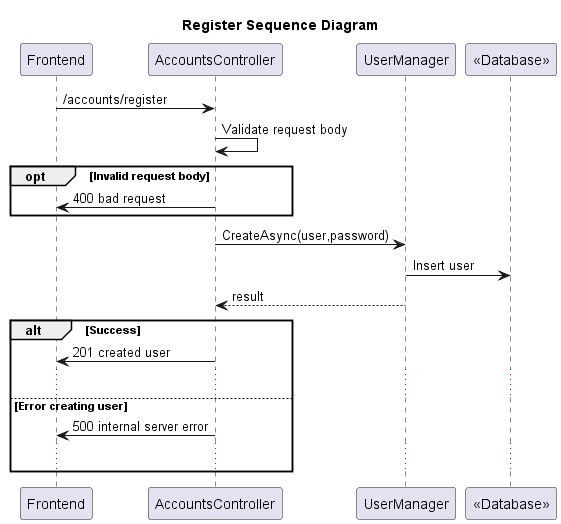 Register Sequence Diagram
Frontend AccountsController UserManager «Database»
/accounts/register
Validate request body
opt [Invalid request body]
400 bad request
CreateAsync(user,password)
Insert user
result
alt [Success]
201 created user
[Error creating user]
500 internal server error
Frontend AccountsController UserManager «Database»